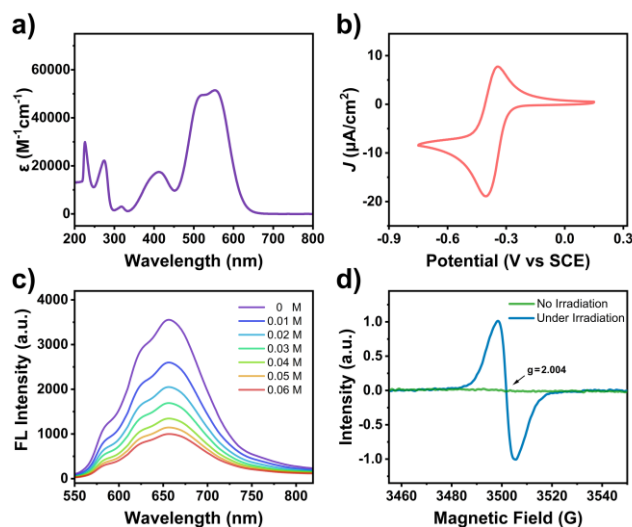 a)
ε (M⁻¹cm⁻¹)
60000
40000
20000
0
200 300 400 500 600 700 800
Wavelength (nm)
b)
J (μA/cm²)
10
0
-10
-20
-0.9 -0.6 -0.3 0.0 0.3
Potential (V vs SCE)
c)
FL Intensity (a.u.)
4000
3000
2000
1000
0
0 M
0.01 M
0.02 M
0.03 M
0.04 M
0.05 M
0.06 M
550 600 650 700 750 800
Wavelength (nm)
d)
Intensity (a.u.)
1.0
0.5
0.0
-0.5
-1.0
No Irradiation
Under Irradiation
g=2.004
3460 3480 3500 3520 3540
Magnetic Field (G)